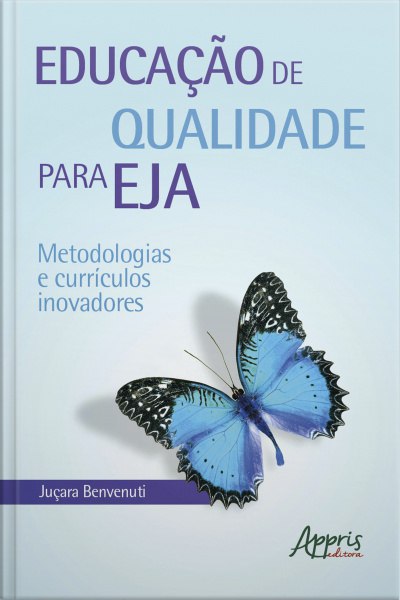 EDUCAÇÃO DE
QUALIDADE
PARA EJA
Metodologias
e currículos
inovadores
Juçara Benvenuti
Appris
editora